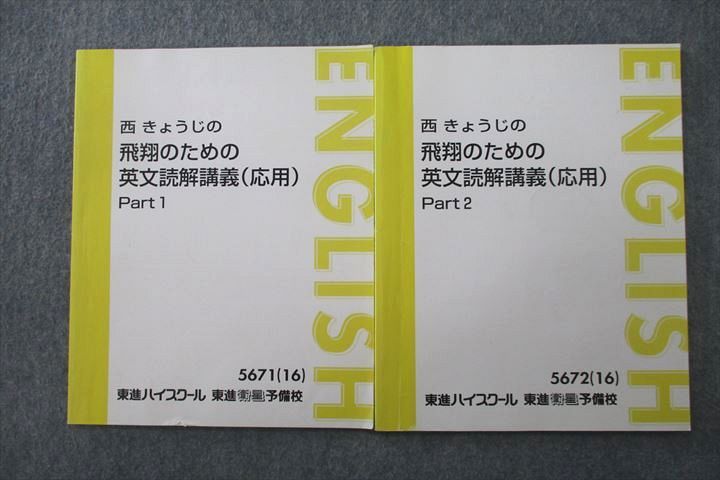 西 きょうじの
飛翔のための
英文読解講義(応用)
Part 1
ENGLISH
5671(16)
東進ハイスクール 東進衛星予備校
西 きょうじの
飛翔のための
英文読解講義(応用)
Part 2
ENGLISH
5672(16)
東進ハイスクール 東進衛星予備校